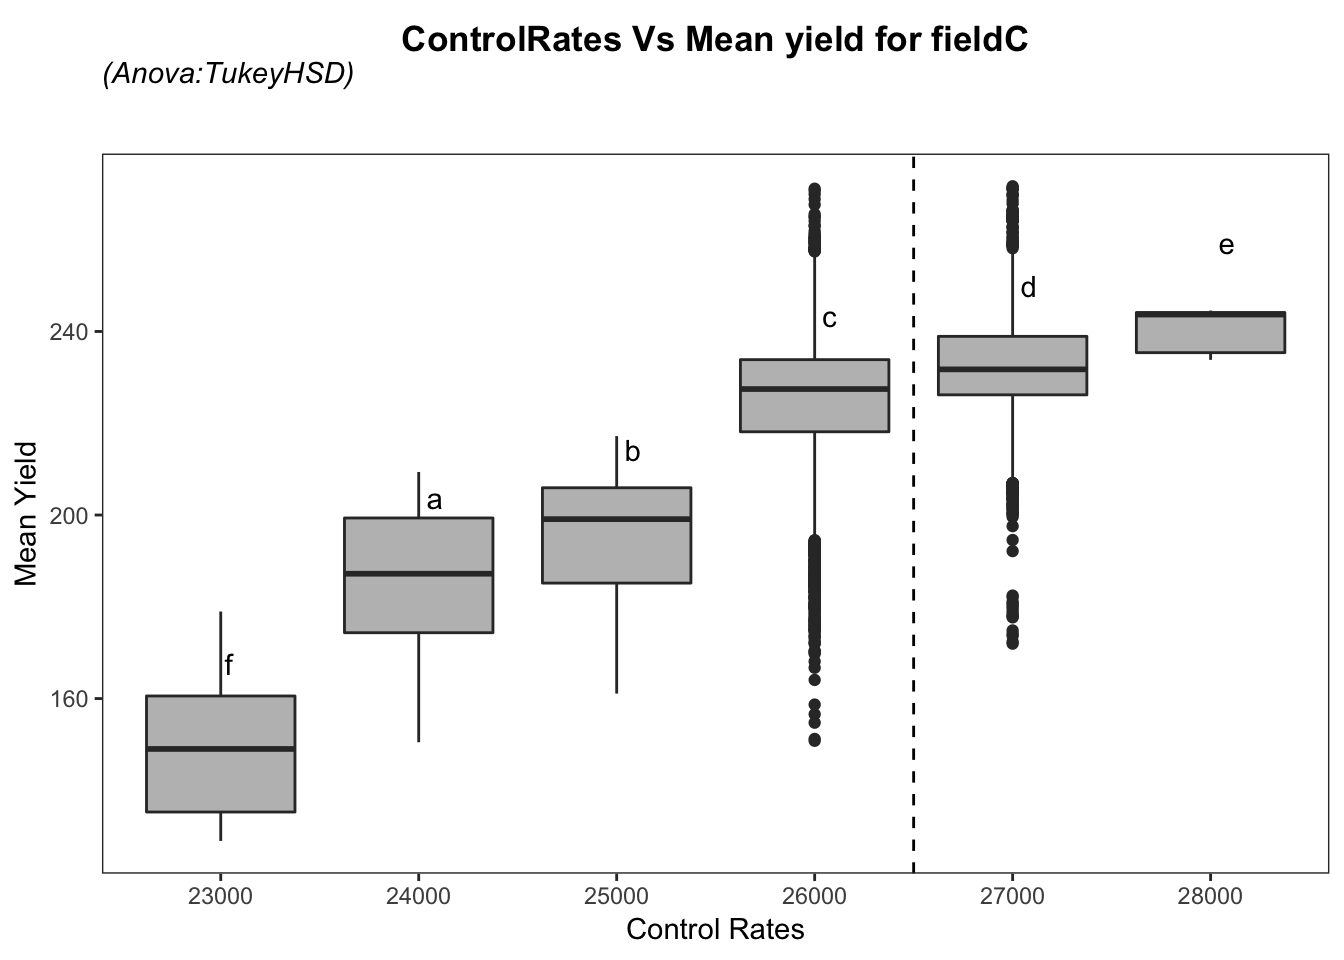 ControlRates Vs Mean yield for fieldC
(Anova:TukeyHSD)
e
d
c
240
b
a
200
Mean Yield
f
160
23000 24000 25000 26000 27000 28000
Control Rates